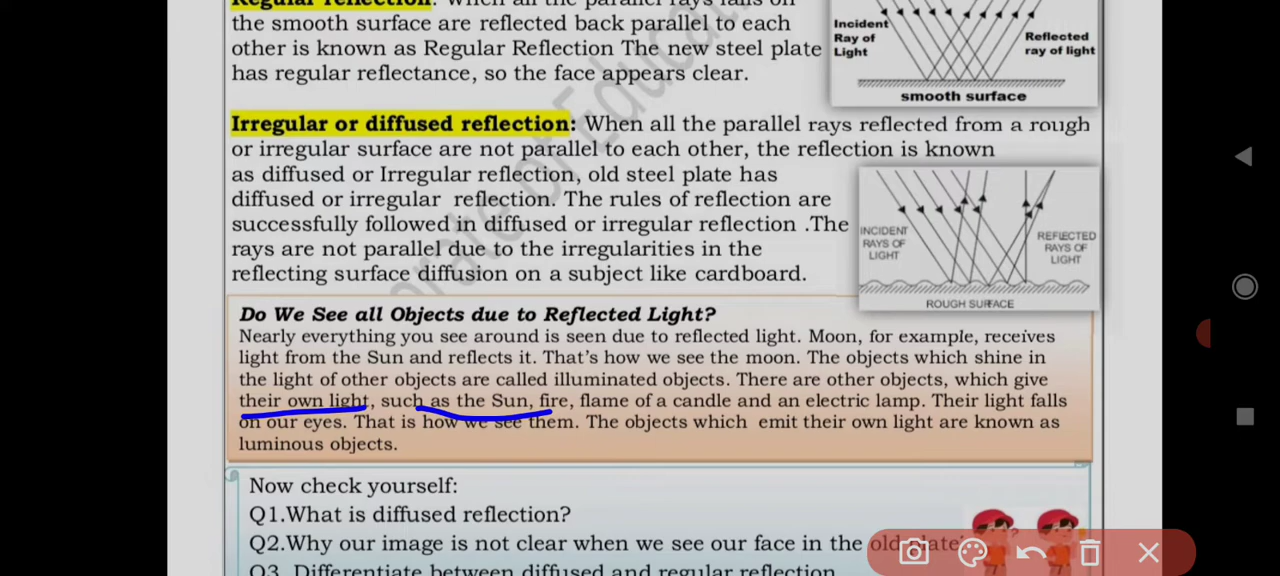 Regular reflection: When all the parallel rays falls on
the smooth surface are reflected back parallel to each
other is known as Regular Reflection The new steel plate
has regular reflectance, so the face appears clear.
Incident
Ray of
Light
Reflected
ray of light
smooth surface
Irregular or diffused reflection: When all the parallel rays reflected from a rough
or irregular surface are not parallel to each other, the reflection is known
as diffused or Irregular reflection, old steel plate has
diffused or irregular reflection. The rules of reflection are
successfully followed in diffused or irregular reflection .The
rays are not parallel due to the irregularities in the
reflecting surface diffusion on a subject like cardboard.
INCIDENT
RAYS OF
LIGHT
REFLECTED
RAYS OF
LIGHT
ROUGH SURFACE
Do We See all Objects due to Reflected Light?
Nearly everything you see around is seen due to reflected light. Moon, for example, receives
light from the Sun and reflects it. That's how we see the moon. The objects which shine in
the light of other objects are called illuminated objects. There are other objects, which give
their own light, such as the Sun, fire, flame of a candle and an electric lamp. Their light falls
on our eyes. That is how we see them. The objects which emit their own light are known as
luminous objects.
Now check yourself:
Q1.What is diffused reflection?
Q2.Why our image is not clear when we see our face in the old plate
Q3. Differentiate between diffused and regular reflection